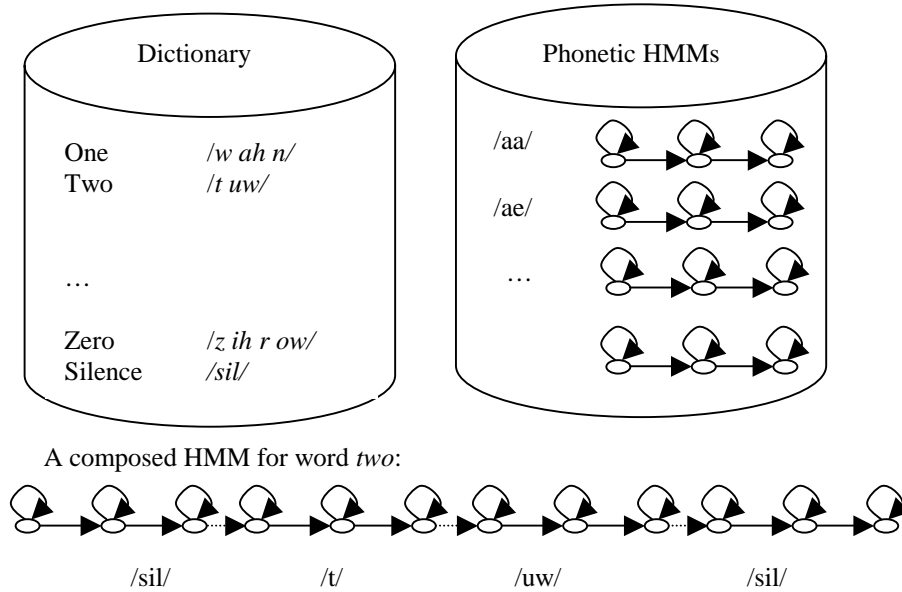 Dictionary
One /w ah n/
Two /t uw/
…
Zero /z ih r ow/
Silence /sil/
Phonetic HMMs
/aa/
/ae/
…
A composed HMM for word two:
/sil/ /t/ /uw/ /sil/